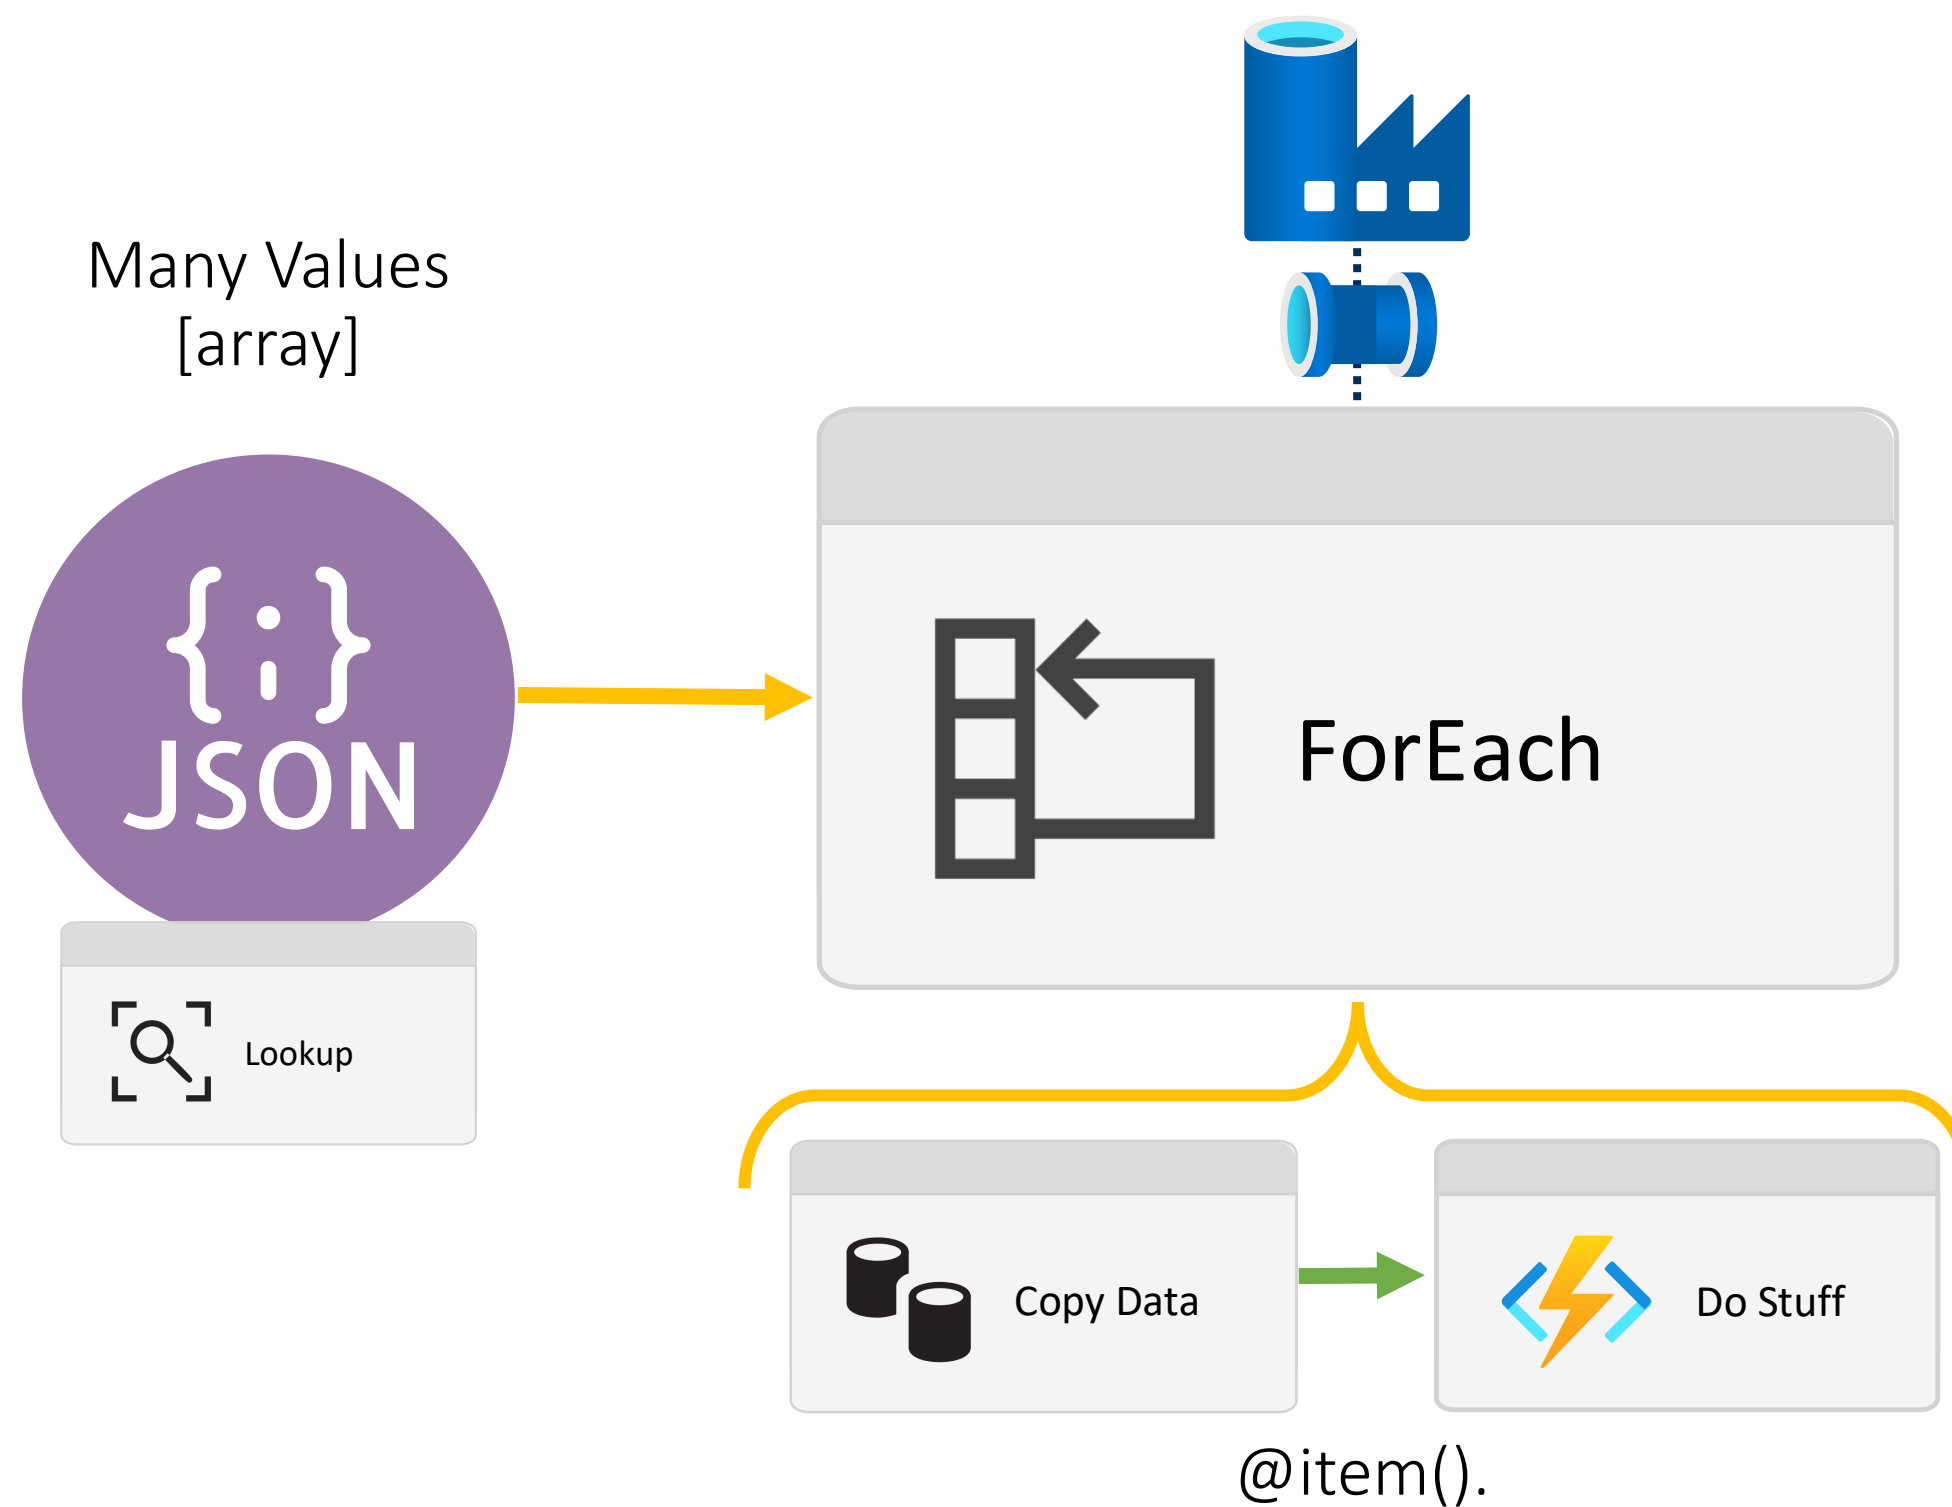 Many Values
[array]
{;}
JSON
Lookup
ForEach
Copy Data
Do Stuff
@item().